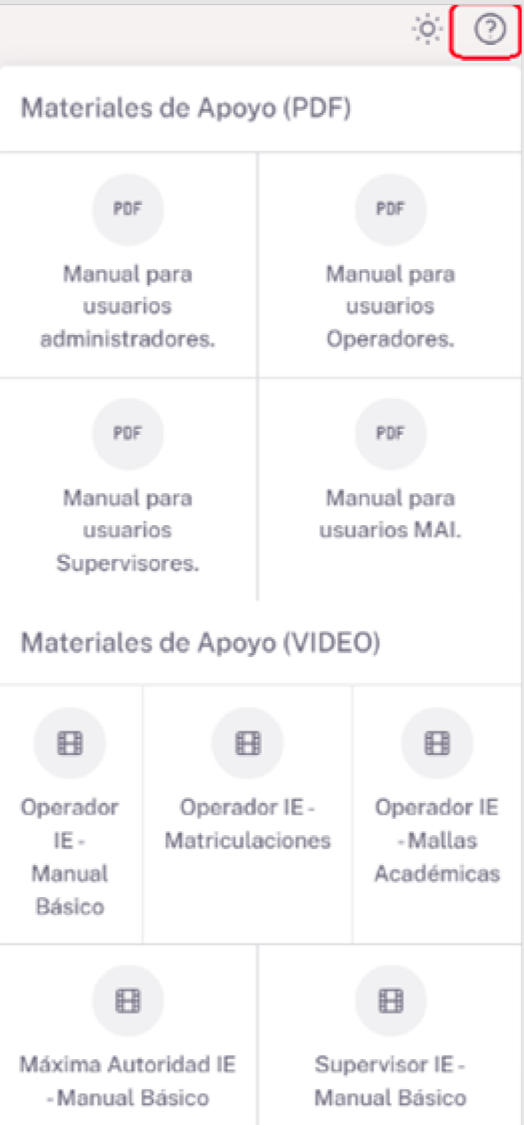 Materiales de Apoyo (PDF)
PDF
Manual para
usuarios
administradores.
PDF
Manual para
usuarios
Operadores.
PDF
Manual para
usuarios
Supervisores.
PDF
Manual para
usuarios MAI.
Materiales de Apoyo (VIDEO)
Operador
IE -
Manual
Básico
Operador IE -
Matriculaciones
Operador IE
- Mallas
Académicas
Máxima Autoridad IE
- Manual Básico
Supervisor IE -
Manual Básico